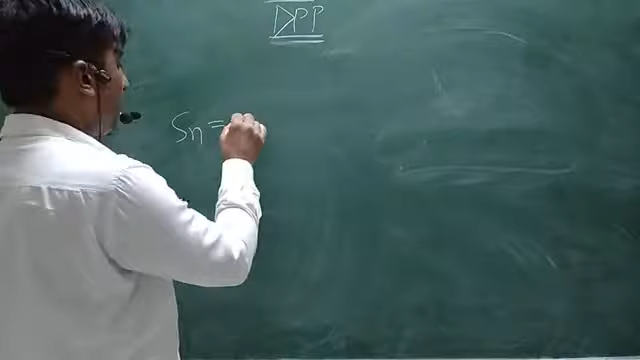 DPP
Sn =